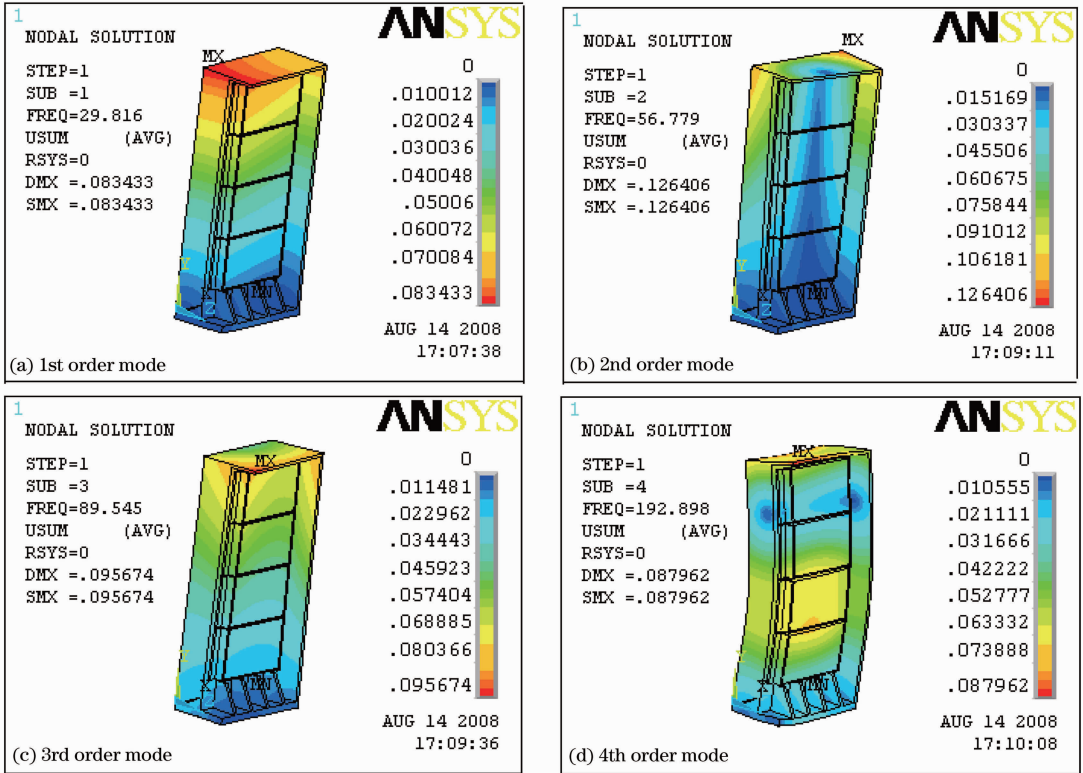 1
ANSYS
NODAL SOLUTION
STEP=1
SUB =1
FREQ=29.816
USUM (AVG)
RSYS=0
DMX =.083433
SMX =.083433
MX
Y
X
Z
MN
0
.010012
.020024
.030036
.040048
.05006
.060072
.070084
.083433
AUG 14 2008
17:07:38
(a) 1st order mode
1
ANSYS
NODAL SOLUTION
STEP=1
SUB =2
FREQ=56.779
USUM (AVG)
RSYS=0
DMX =.126406
SMX =.126406
MX
Y
X
Z
MN
0
.015169
.030337
.045506
.060675
.075844
.091012
.106181
.126406
AUG 14 2008
17:09:11
(b) 2nd order mode
1
ANSYS
NODAL SOLUTION
STEP=1
SUB =3
FREQ=89.545
USUM (AVG)
RSYS=0
DMX =.095674
SMX =.095674
MX
Y
X
MN
0
.011481
.022962
.034443
.045923
.057404
.068885
.080366
.095674
AUG 14 2008
17:09:36
(c) 3rd order mode
1
ANSYS
NODAL SOLUTION
STEP=1
SUB =4
FREQ=192.898
USUM (AVG)
RSYS=0
DMX =.087962
SMX =.087962
MX
X
MN
0
.010555
.021111
.031666
.042222
.052777
.063332
.073888
.087962
AUG 14 2008
17:10:08
(d) 4th order mode